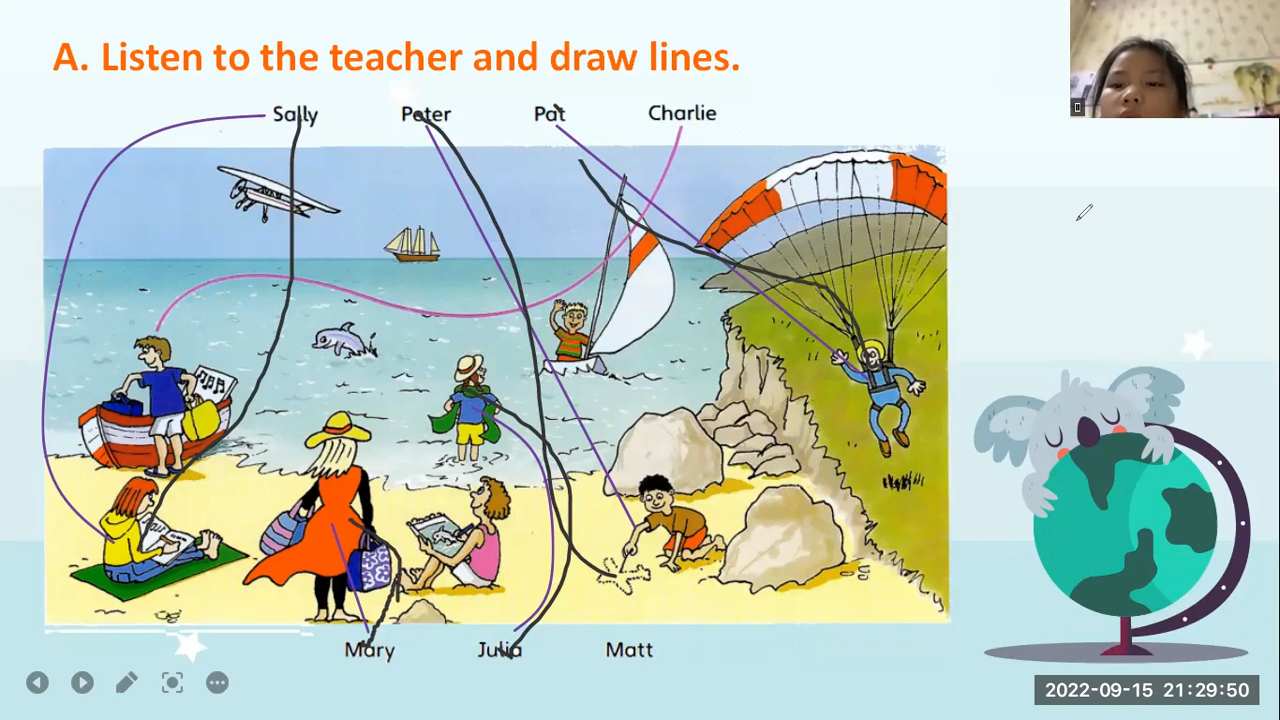 A. Listen to the teacher and draw lines.
Sally Peter Pat Charlie
Mary Julia Matt
2022-09-15 21:29:50